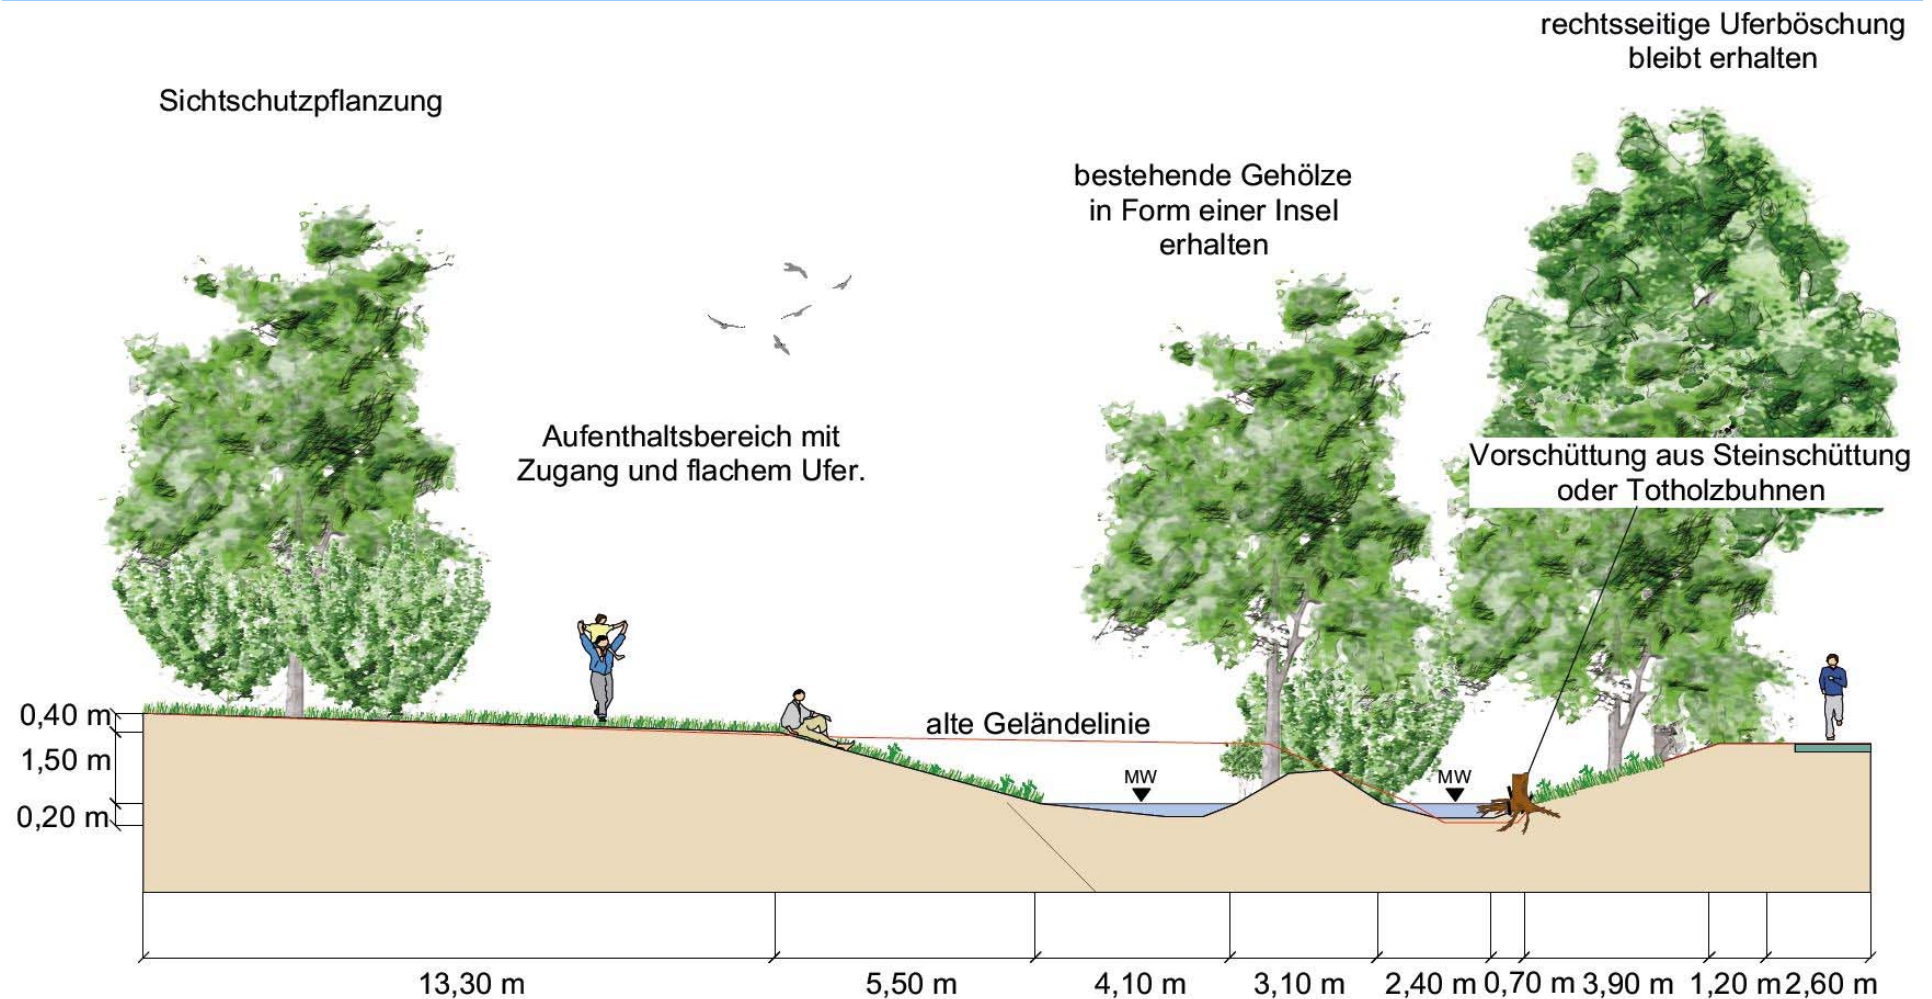 rechtsseitige Uferböschung
bleibt erhalten
Sichtschutzpflanzung
bestehende Gehölze
in Form einer Insel
erhalten
Aufenthaltsbereich mit
Zugang und flachem Ufer.
Vorschüttung aus Steinschüttung
oder Totholzbuhnen
alte Geländelinie
0,40 m
1,50 m
0,20 m
MW
MW
13,30 m
5,50 m
4,10 m
3,10 m
2,40 m
0,70 m
3,90 m
1,20 m
2,60 m